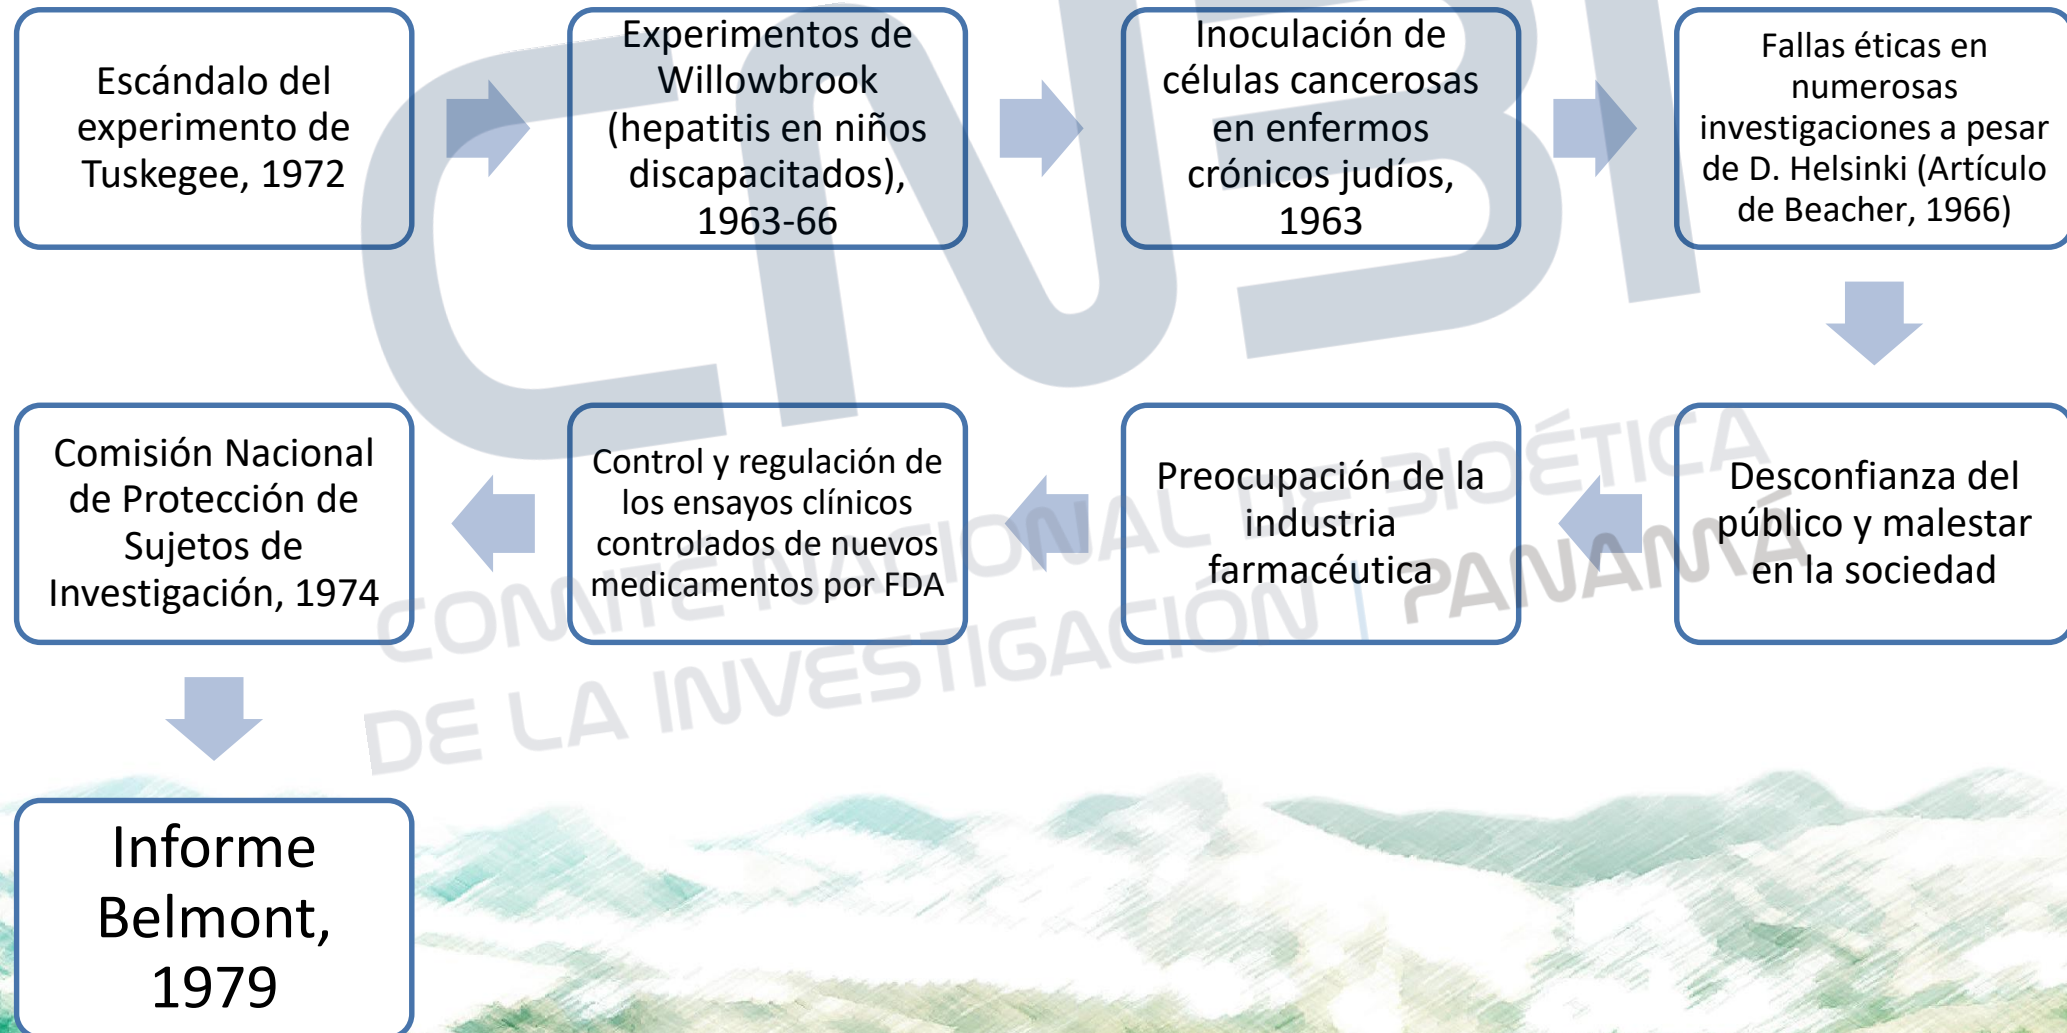 Escándalo del
experimento de
Tuskegee, 1972
Experimentos de
Willowbrook
(hepatitis en niños
discapacitados),
1963-66
Inoculación de
células cancerosas
en enfermos
crónicos judíos,
1963
Fallas éticas en
numerosas
investigaciones a pesar
de D. Helsinki (Artículo
de Beacher, 1966)
Desconfianza del
público y malestar
en la sociedad
Preocupación de la
industria
farmacéutica
Control y regulación de
los ensayos clínicos
controlados de nuevos
medicamentos por FDA
Comisión Nacional
de Protección de
Sujetos de
Investigación, 1974
Informe
Belmont,
1979
CNBI
COMITÉ NACIONAL DE BIOÉTICA
DE LA INVESTIGACIÓN | PANAMÁ